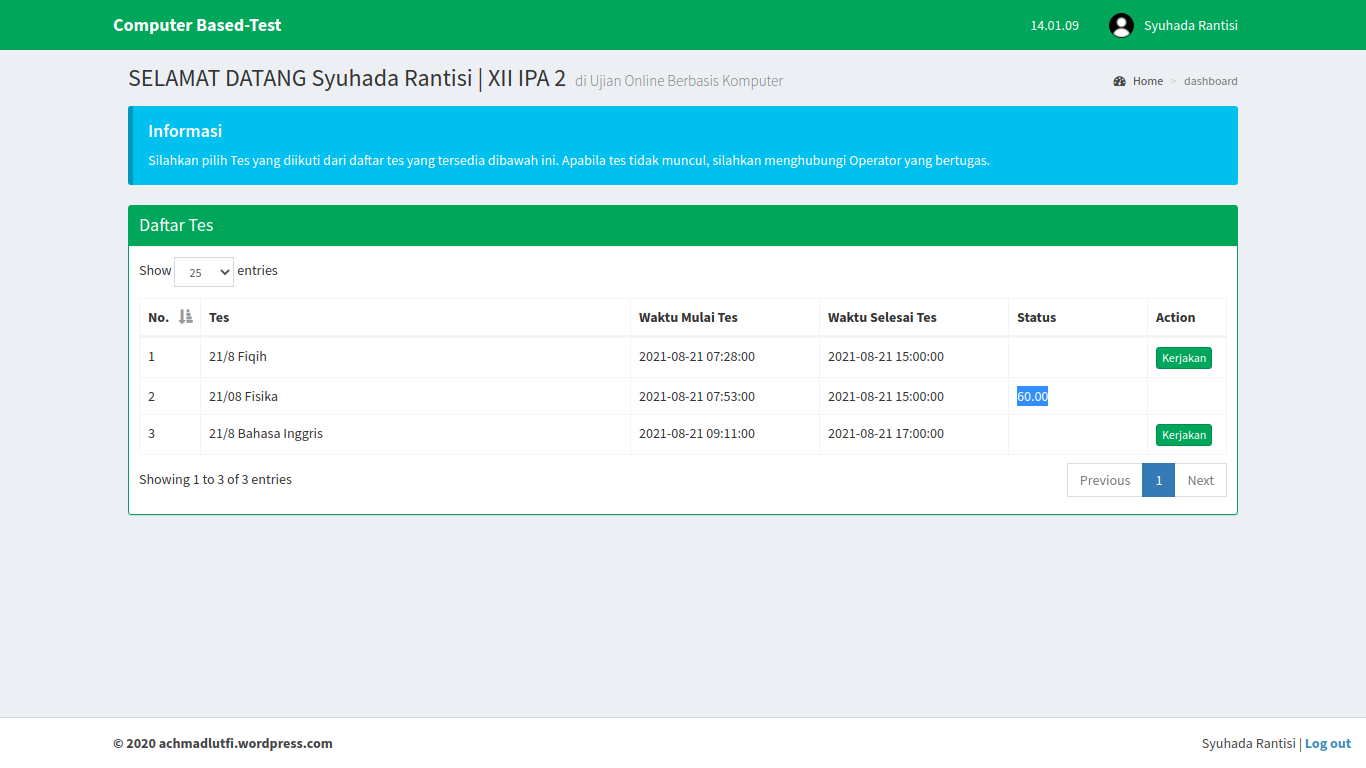 Computer Based-Test 14.01.09 Syuhada Rantisi
SELAMAT DATANG Syuhada Rantisi | XII IPA 2 di Ujian Online Berbasis Komputer Home > dashboard
Informasi
Silahkan pilih Tes yang diikuti dari daftar tes yang tersedia dibawah ini. Apabila tes tidak muncul, silahkan menghubungi Operator yang bertugas.
Daftar Tes
Show 25 entries
No. Tes Waktu Mulai Tes Waktu Selesai Tes Status Action
1 21/8 Fiqih 2021-08-21 07:28:00 2021-08-21 15:00:00 Kerjakan
2 21/08 Fisika 2021-08-21 07:53:00 2021-08-21 15:00:00 60.00
3 21/8 Bahasa Inggris 2021-08-21 09:11:00 2021-08-21 17:00:00 Kerjakan
Showing 1 to 3 of 3 entries Previous 1 Next
© 2020 achmadlutfi.wordpress.com Syuhada Rantisi | Log out